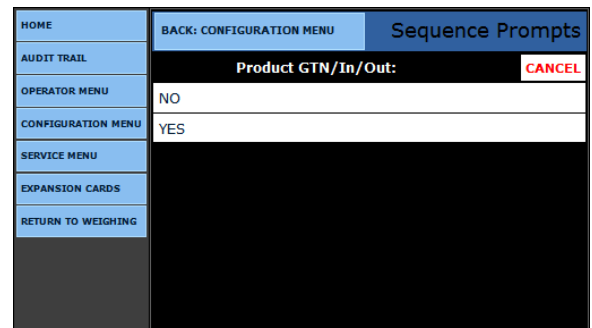 HOME
AUDIT TRAIL
OPERATOR MENU
CONFIGURATION MENU
SERVICE MENU
EXPANSION CARDS
RETURN TO WEIGHING
BACK: CONFIGURATION MENU
Sequence Prompts
Product GTN/In/Out:
CANCEL
NO
YES